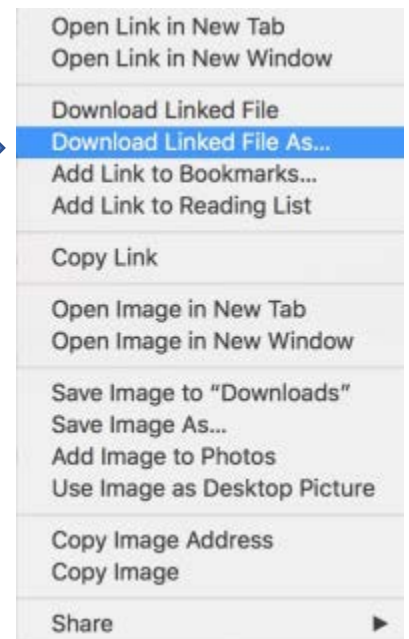 Open Link in New Tab
Open Link in New Window
Download Linked File
Download Linked File As...
Add Link to Bookmarks...
Add Link to Reading List
Copy Link
Open Image in New Tab
Open Image in New Window
Save Image to “Downloads”
Save Image As...
Add Image to Photos
Use Image as Desktop Picture
Copy Image Address
Copy Image
Share